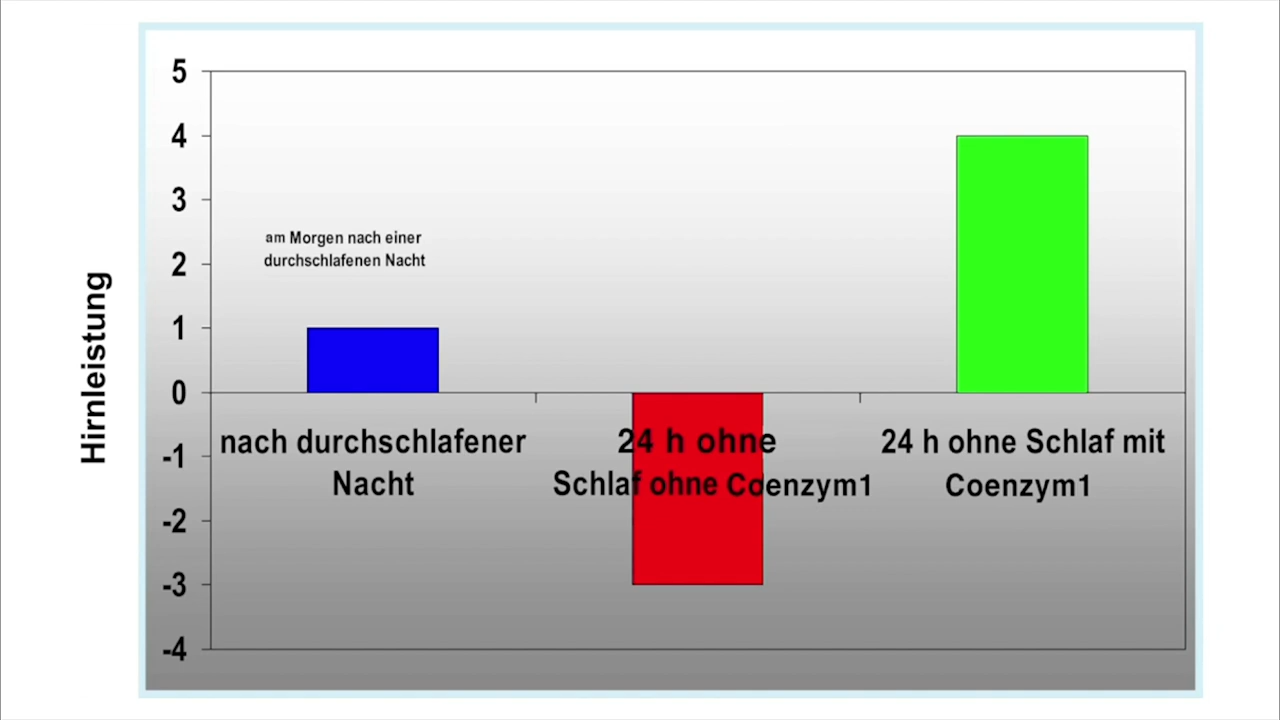 5
4
3
2
1
0
-1
-2
-3
-4
Hirnleistung
am Morgen nach einer
durchschlafenen Nacht
nach durchschlafener
Nacht
24 h ohne
Schlaf ohne Coenzym1
24 h ohne Schlaf mit
Coenzym1